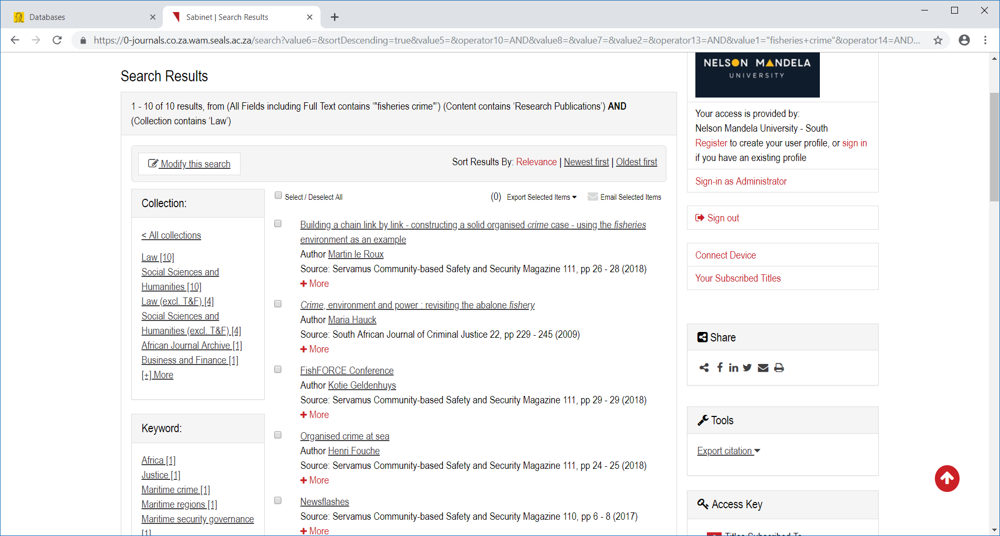 Databases
Sabinet | Search Results
https://0-journals.co.za.wam.seals.ac.za/search?value6=&sortDescending=true&value5=&operator10=AND&value8=&value7=&value2=&operator13=AND&value1="fisheries+crime"&operator14=AND...
Search Results
1 - 10 of 10 results, from (All Fields including Full Text contains ‘"fisheries crime"’) (Content contains ‘Research Publications’) AND
(Collection contains ‘Law’)
Modify this search
Sort Results By: Relevance | Newest first | Oldest first
Collection:
< All collections
Law [10]
Social Sciences and
Humanities [10]
Law (excl. T&F) [4]
Social Sciences and
Humanities (excl. T&F) [4]
African Journal Archive [1]
Business and Finance [1]
[+] More
Keyword:
Africa [1]
Justice [1]
Maritime crime [1]
Maritime regions [1]
Maritime security governance
[1]
Select / Deselect All
(0) Export Selected Items
Email Selected Items
Building a chain link by link - constructing a solid organised crime case - using the fisheries
environment as an example
Author Martin le Roux
Source: Servamus Community-based Safety and Security Magazine 111, pp 26 - 28 (2018)
+ More
Crime, environment and power : revisiting the abalone fishery
Author Maria Hauck
Source: South African Journal of Criminal Justice 22, pp 229 - 245 (2009)
+ More
FishFORCE Conference
Author Kotie Geldenhuys
Source: Servamus Community-based Safety and Security Magazine 111, pp 29 - 29 (2018)
+ More
Organised crime at sea
Author Henri Fouche
Source: Servamus Community-based Safety and Security Magazine 111, pp 24 - 25 (2018)
+ More
Newsflashes
Source: Servamus Community-based Safety and Security Magazine 110, pp 6 - 8 (2017)
+ More
NELSON MANDELA
UNIVERSITY
Your access is provided by:
Nelson Mandela University - South
Register to create your user profile, or sign in
if you have an existing profile
Sign-in as Administrator
Sign out
Connect Device
Your Subscribed Titles
Share
Tools
Export citation
Access Key
Titles Subscribed To